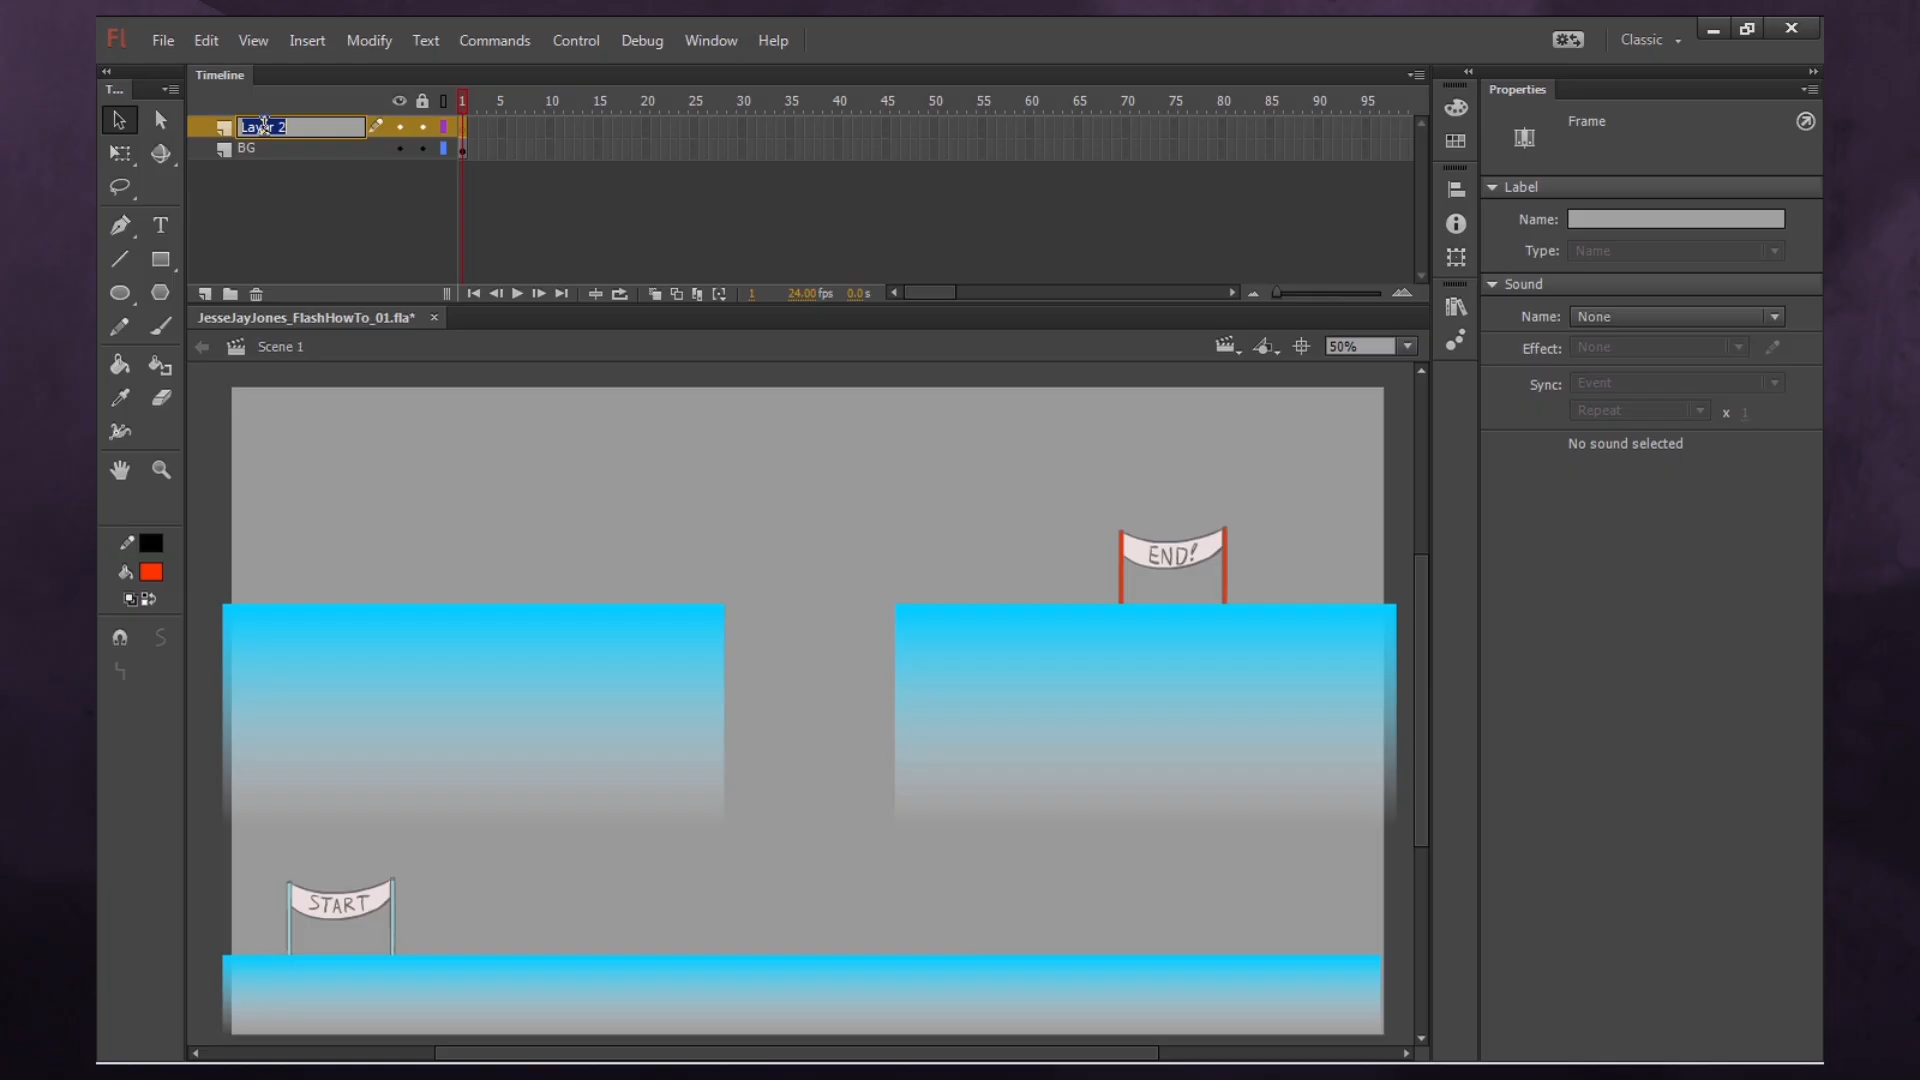 Fl File Edit View Insert Modify Text Commands Control Debug Window Help Classic
T... Timeline Properties
1 5 10 15 20 25 30 35 40 45 50 55 60 65 70 75 80 85 90 95
Layer 2
BG
Frame
Label
Name:
Type: Name
Sound
1 24.00 fps 0.0 s
JesseJayJones_FlashHowTo_01.fla*
Name: None
Scene 1 50%
Effect: None
Sync: Event
Repeat x 1
No sound selected
END!
START